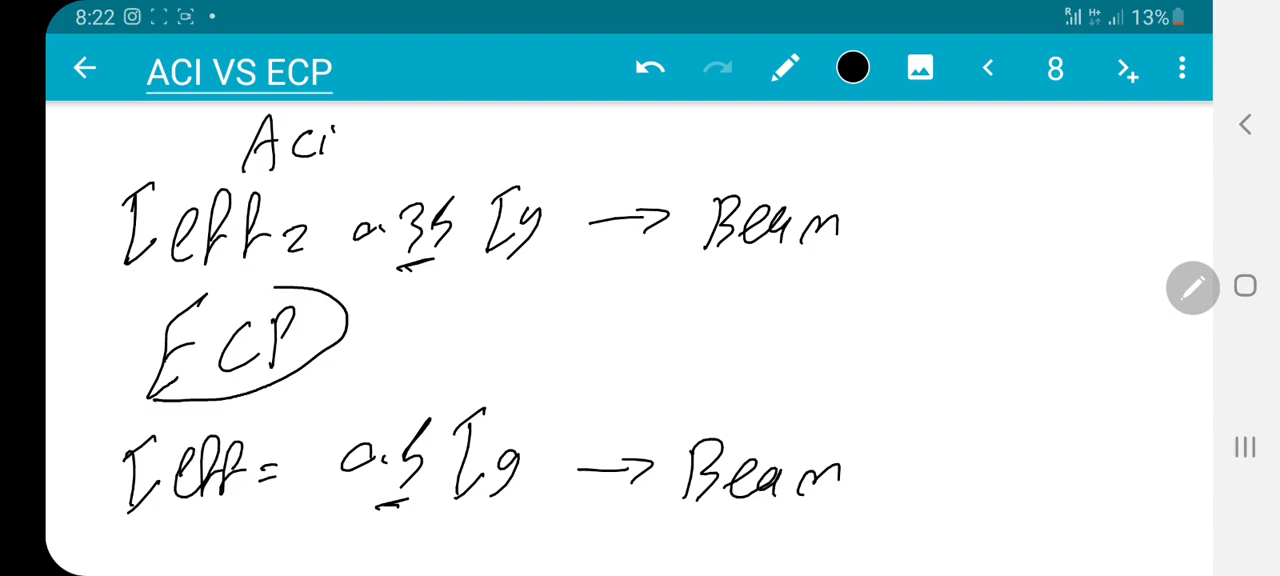 8:22 13%
ACI VS ECP 8
Aci
Ieff = 0.35 Ig → Beam
ECP
Ieff = 0.5 Ig → Beam